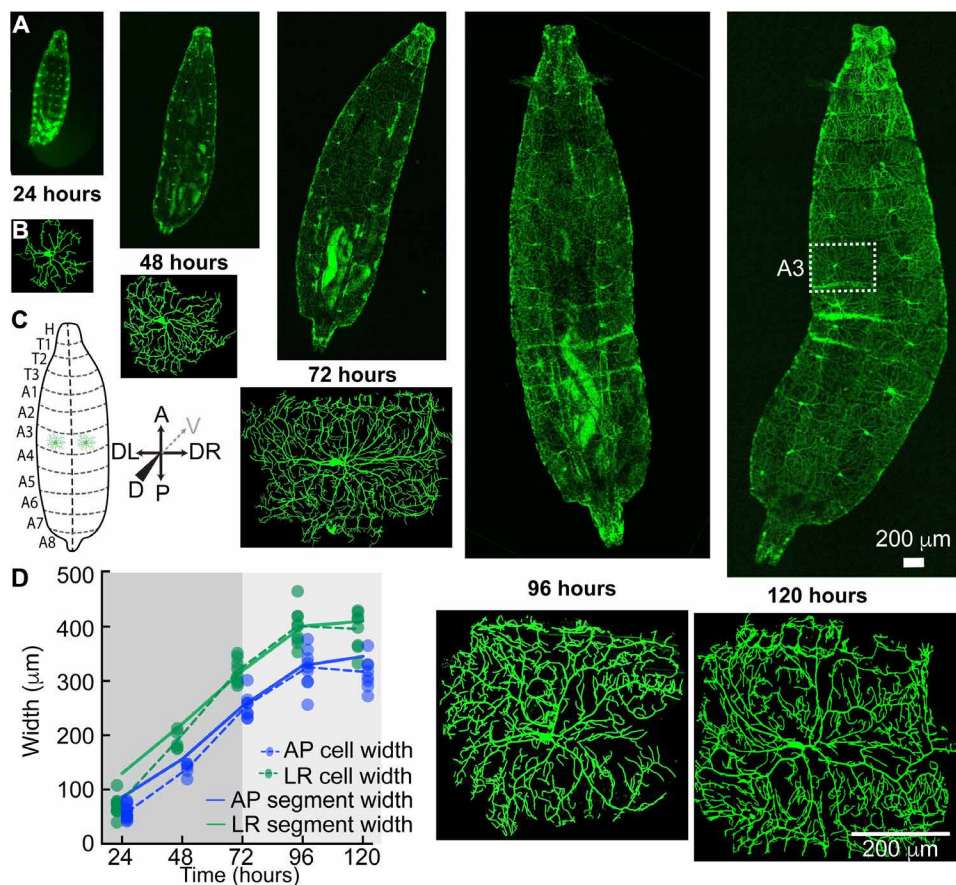 A
24 hours
B
48 hours
72 hours
A3
200 µm
C
H
T1
T2
T3
A1
A2
A3
A4
A5
A6
A7
A8
A
V
DL
DR
D
P
96 hours
120 hours
200 µm
D
500
400
300
200
100
0
Width (µm)
AP cell width
LR cell width
AP segment width
LR segment width
24
48
72
96
120
Time (hours)